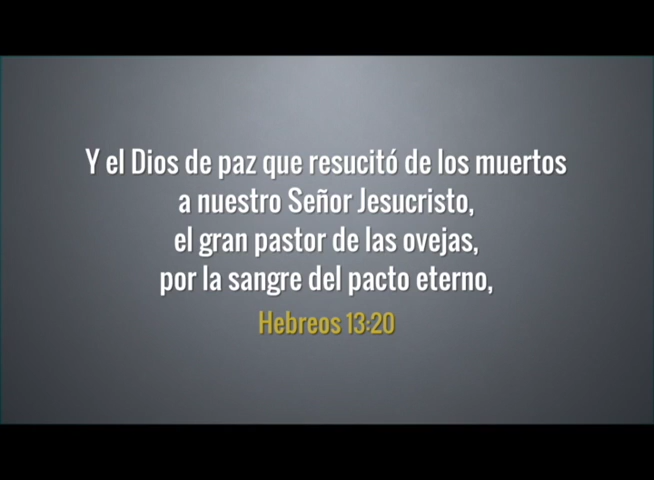 Y el Dios de paz que resucitó de los muertos
a nuestro Señor Jesucristo,
el gran pastor de las ovejas,
por la sangre del pacto eterno,
Hebreos 13:20